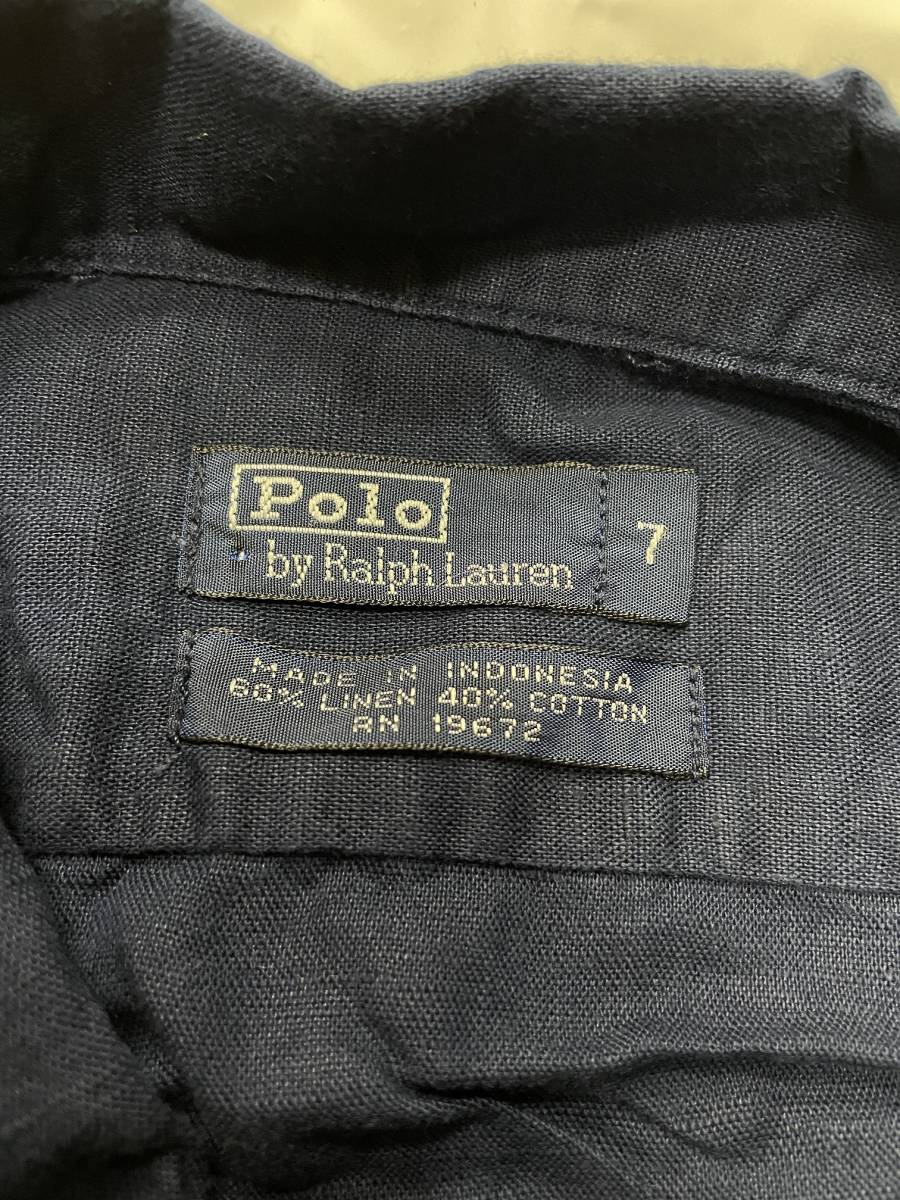 Polo
by Ralph Lauren
7
MADE IN INDONESIA
60% LINEN 40% COTTON
RN 19672